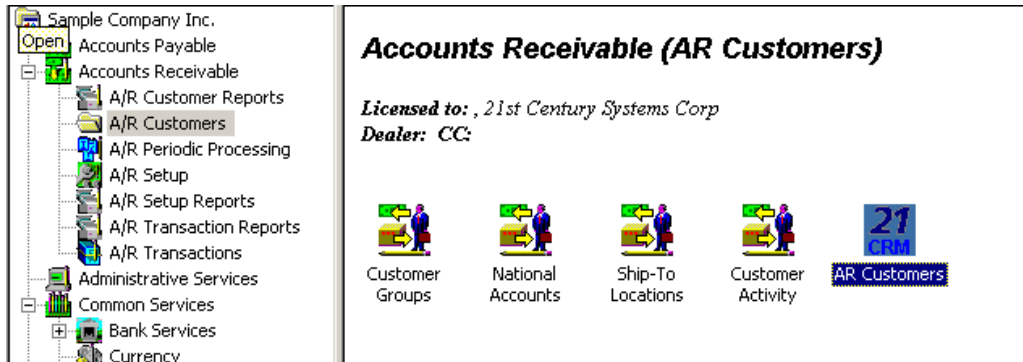 Sample Company Inc.
Open
Accounts Payable
Accounts Receivable
A/R Customer Reports
A/R Customers
A/R Periodic Processing
A/R Setup
A/R Setup Reports
A/R Transaction Reports
A/R Transactions
Administrative Services
Common Services
Bank Services
Currency
Accounts Receivable (AR Customers)
Licensed to: , 21st Century Systems Corp
Dealer: CC:
Customer
Groups
National
Accounts
Ship-To
Locations
Customer
Activity
21
CRM
AR Customers